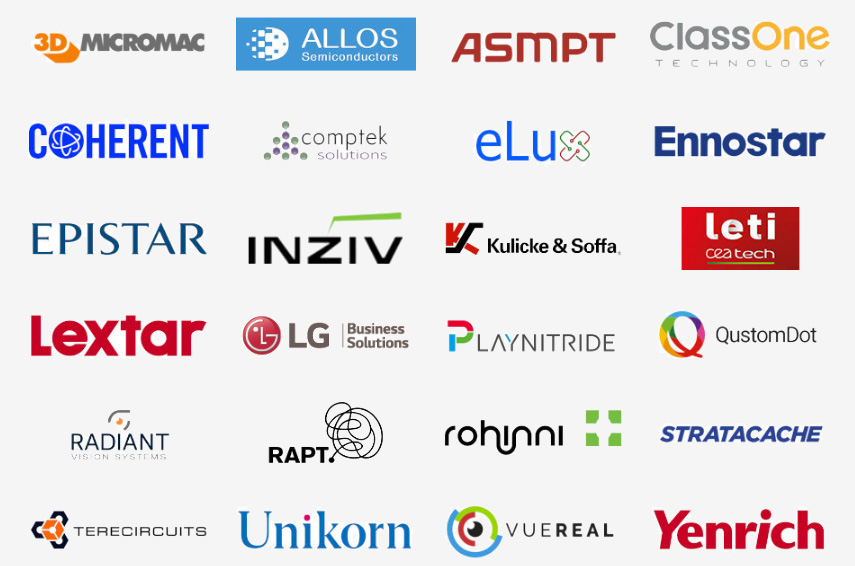 3D MICROMAC
ALLOS
Semiconductors
ASMPT
ClassOne
TECHNOLOGY
COHERENT
comptek
solutions
eLux
Ennostar
EPISTAR
INZIV
Kulicke & Soffa®
leti
ceatech
Lextar
LG Business
Solutions
PLAYNITRIDE
QustomDot
RADIANT
VISION SYSTEMS
RAPT.
rohinni
STRATACACHE
TERECIRCUITS
Unikorn
VUEREAL
Yenrich